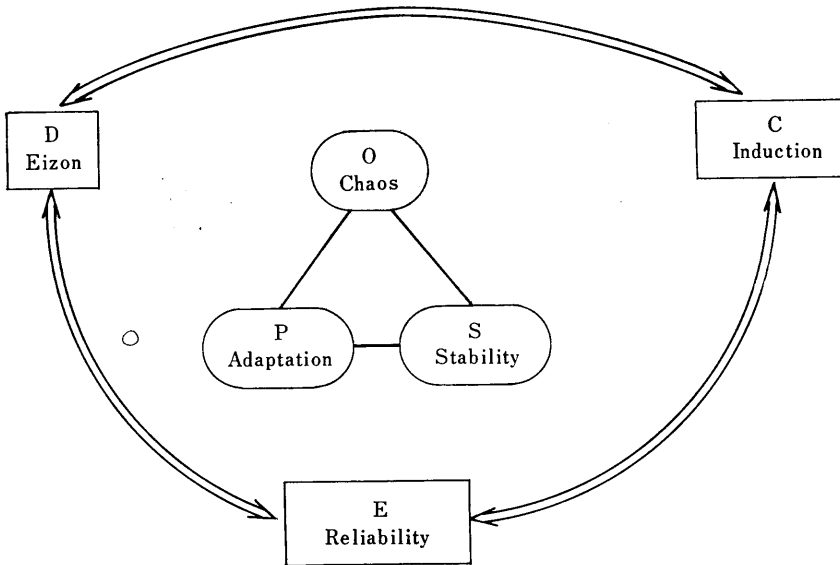 D
Eizon
C
Induction
O
Chaos
P
Adaptation
S
Stability
E
Reliability